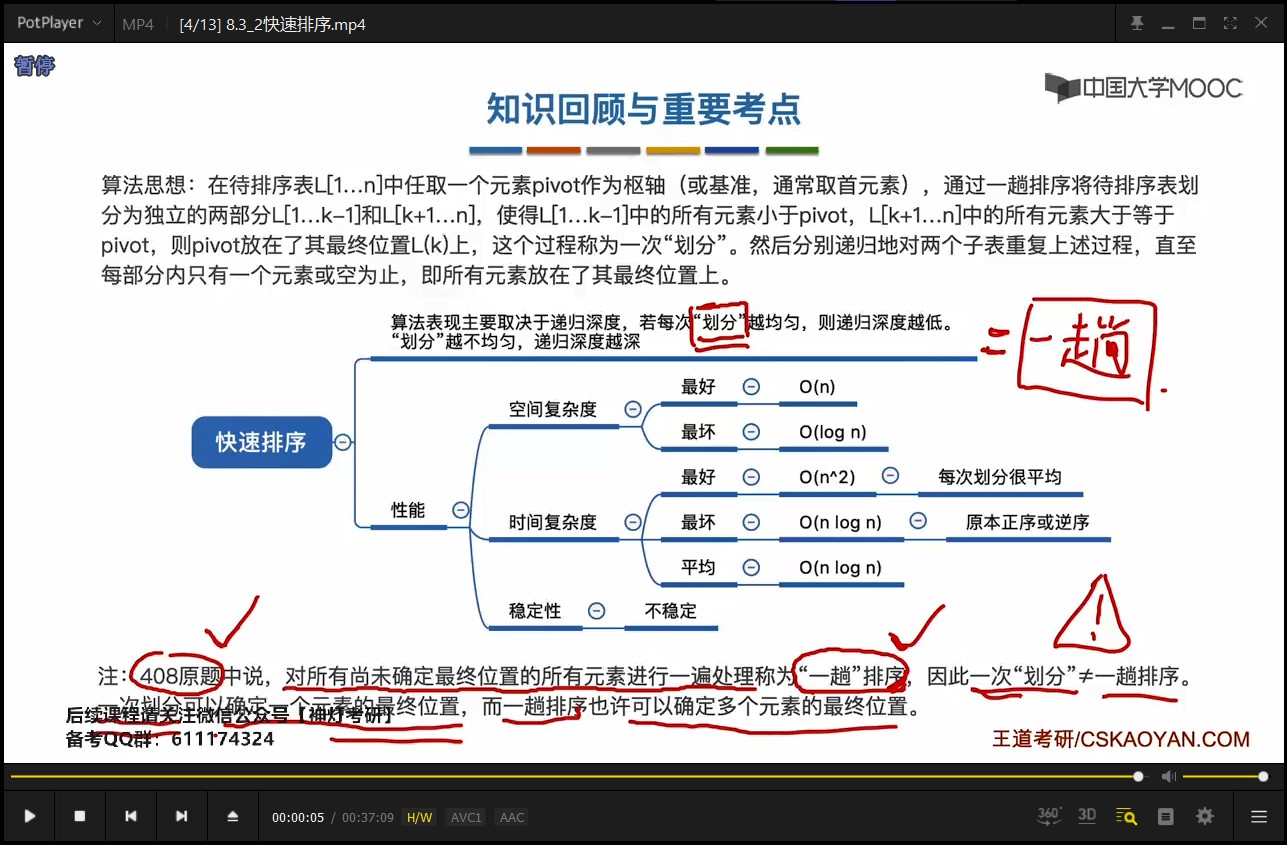 PotPlayer MP4 [4/13] 8.3_2快速排序.mp4
暂停
中国大学MOOC
知识回顾与重要考点
算法思想：在待排序表L[1…n]中任取一个元素pivot作为枢轴（或基准，通常取首元素），通过一趟排序将待排序表划
分为独立的两部分L[1…k-1]和L[k+1…n]，使得L[1…k-1]中的所有元素小于pivot，L[k+1…n]中的所有元素大于等于
pivot，则pivot放在了其最终位置L(k)上，这个过程称为一次“划分”。然后分别递归地对两个子表重复上述过程，直至
每部分内只有一个元素或空为止，即所有元素放在了其最终位置上。
算法表现主要取决于递归深度，若每次“划分”越均匀，则递归深度越低。
“划分”越不均匀，递归深度越深
= 一趟
快速排序
性能
空间复杂度
最好 O(n)
最坏 O(log n)
时间复杂度
最好 O(n^2) 每次划分很平均
最坏 O(n log n) 原本正序或逆序
平均 O(n log n)
稳定性 不稳定
注：408原题中说，对所有尚未确定最终位置的所有元素进行一遍处理称为“一趟”排序，因此一次“划分”≠一趟排序。
一次划分可以确定一个元素的最终位置，而一趟排序也许可以确定多个元素的最终位置。
后续课程请关注微信公众号【神灯考研】
备考QQ群：611174324
王道考研/CSKAOYAN.COM
00:00:05 / 00:37:09 H/W AVC1 AAC
360° 3D